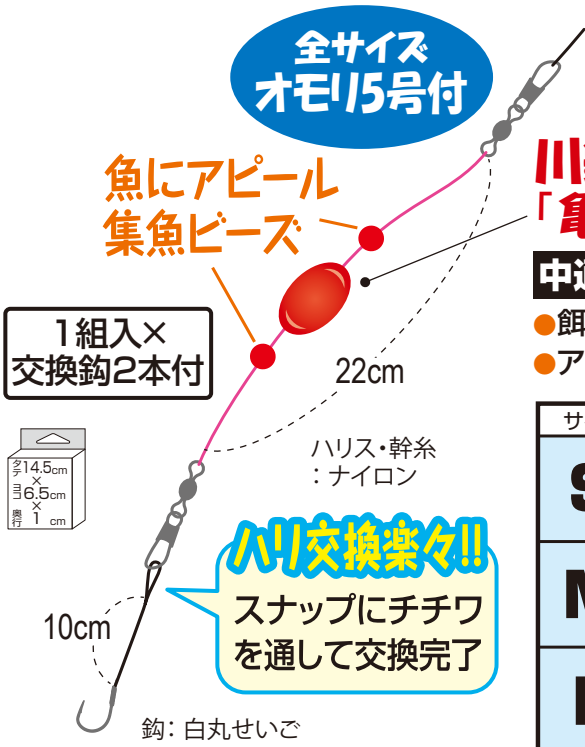 全サイズ
オモリ5号付
魚にアピール
集魚ビーズ
1組入×
交換鈎2本付
22cm
ハリス・幹糸
：ナイロン
タテ14.5cm
×
ヨコ6.5cm
×
奥行1cm
ハリ交換楽々!!
スナップにチチワ
を通して交換完了
10cm
鈎：白丸せいご
川
「亀
中通
●餌
●ア
サ
S
M